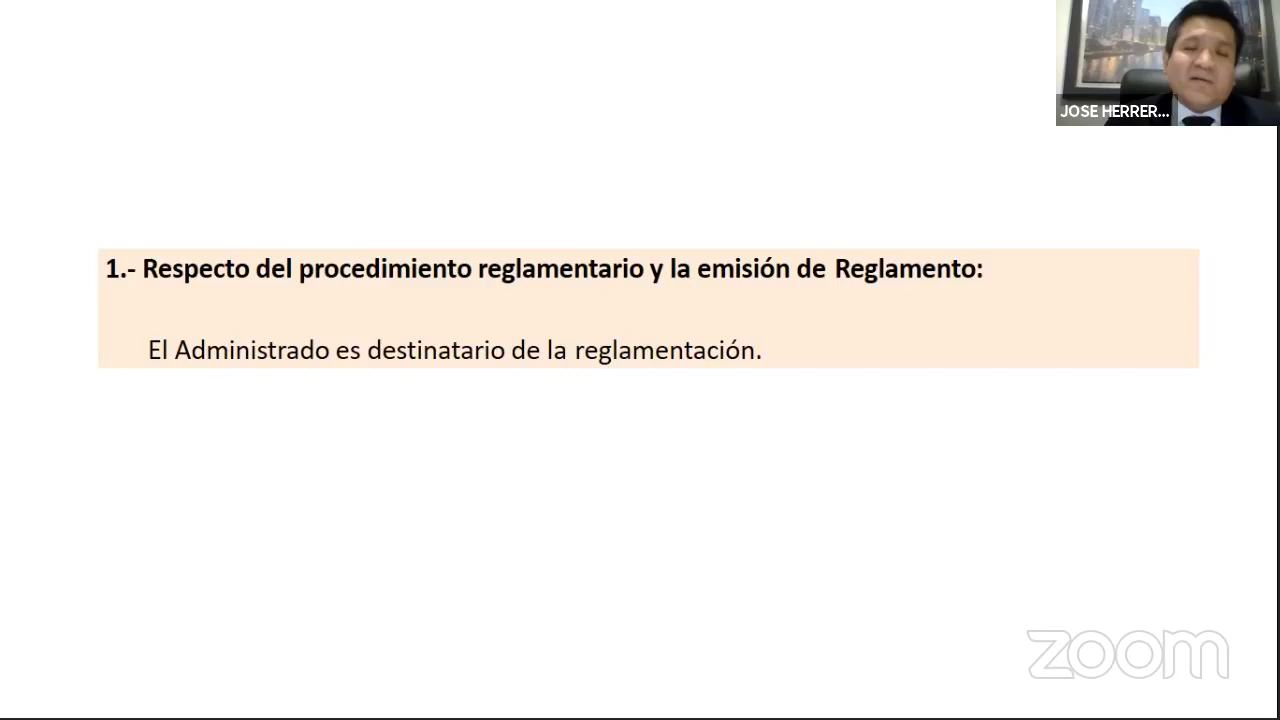 JOSE HERRER...
1.- Respecto del procedimiento reglamentario y la emisión de Reglamento:
El Administrado es destinatario de la reglamentación.
zoom